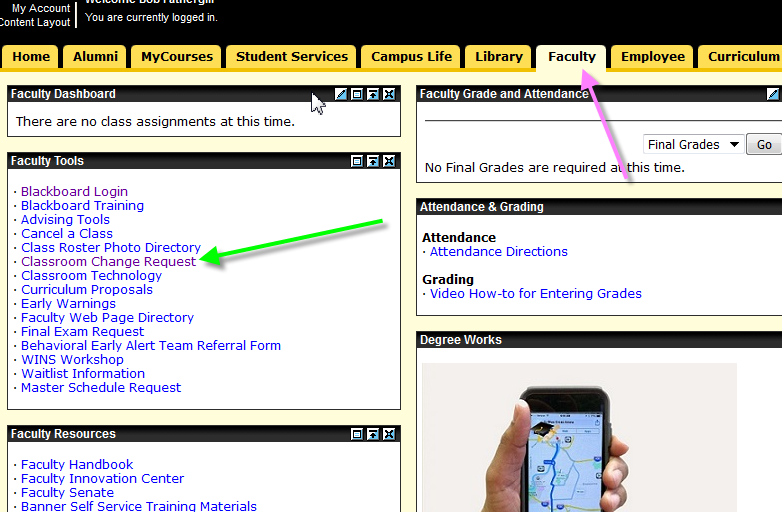 My Account
Content Layout
You are currently logged in.
Home
Alumni
MyCourses
Student Services
Campus Life
Library
Faculty
Employee
Curriculum
Faculty Dashboard
There are no class assignments at this time.
Faculty Tools
· Blackboard Login
· Blackboard Training
· Advising Tools
· Cancel a Class
· Class Roster Photo Directory
· Classroom Change Request
· Classroom Technology
· Curriculum Proposals
· Early Warnings
· Faculty Web Page Directory
· Final Exam Request
· Behavioral Early Alert Team Referral Form
· WINS Workshop
· Waitlist Information
· Master Schedule Request
Faculty Resources
· Faculty Handbook
· Faculty Innovation Center
· Faculty Senate
· Banner Self Service Training Materials
Faculty Grade and Attendance
Final Grades
Go
No Final Grades are required at this time.
Attendance & Grading
Attendance
· Attendance Directions
Grading
· Video How-to for Entering Grades
Degree Works